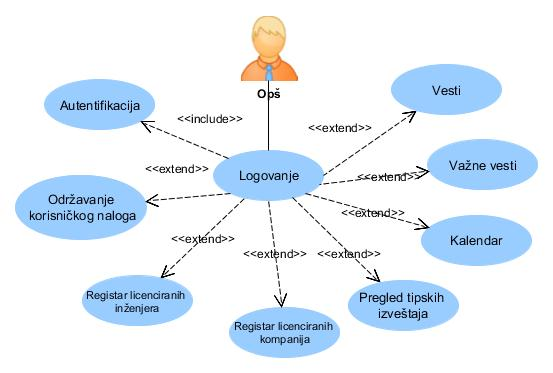 Opš
Autentifikacija
<<include>>
<<extend>>
Vesti
<<extend>>
Logovanje
<<extend>>
Važne vesti
Održavanje
korisničkog naloga
<<extend>>
Kalendar
<<extend>>
<<extend>>
<<extend>>
Registar licenciranih
inženjera
Registar licenciranih
kompanija
Pregled tipskih
izveštaja